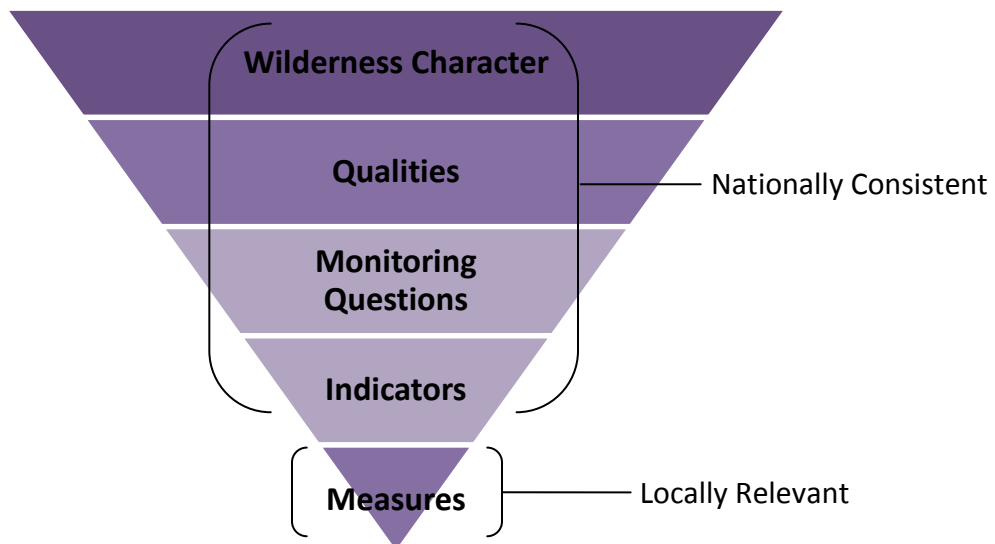 Wilderness Character
Qualities
Nationally Consistent
Monitoring
Questions
Indicators
Measures
Locally Relevant